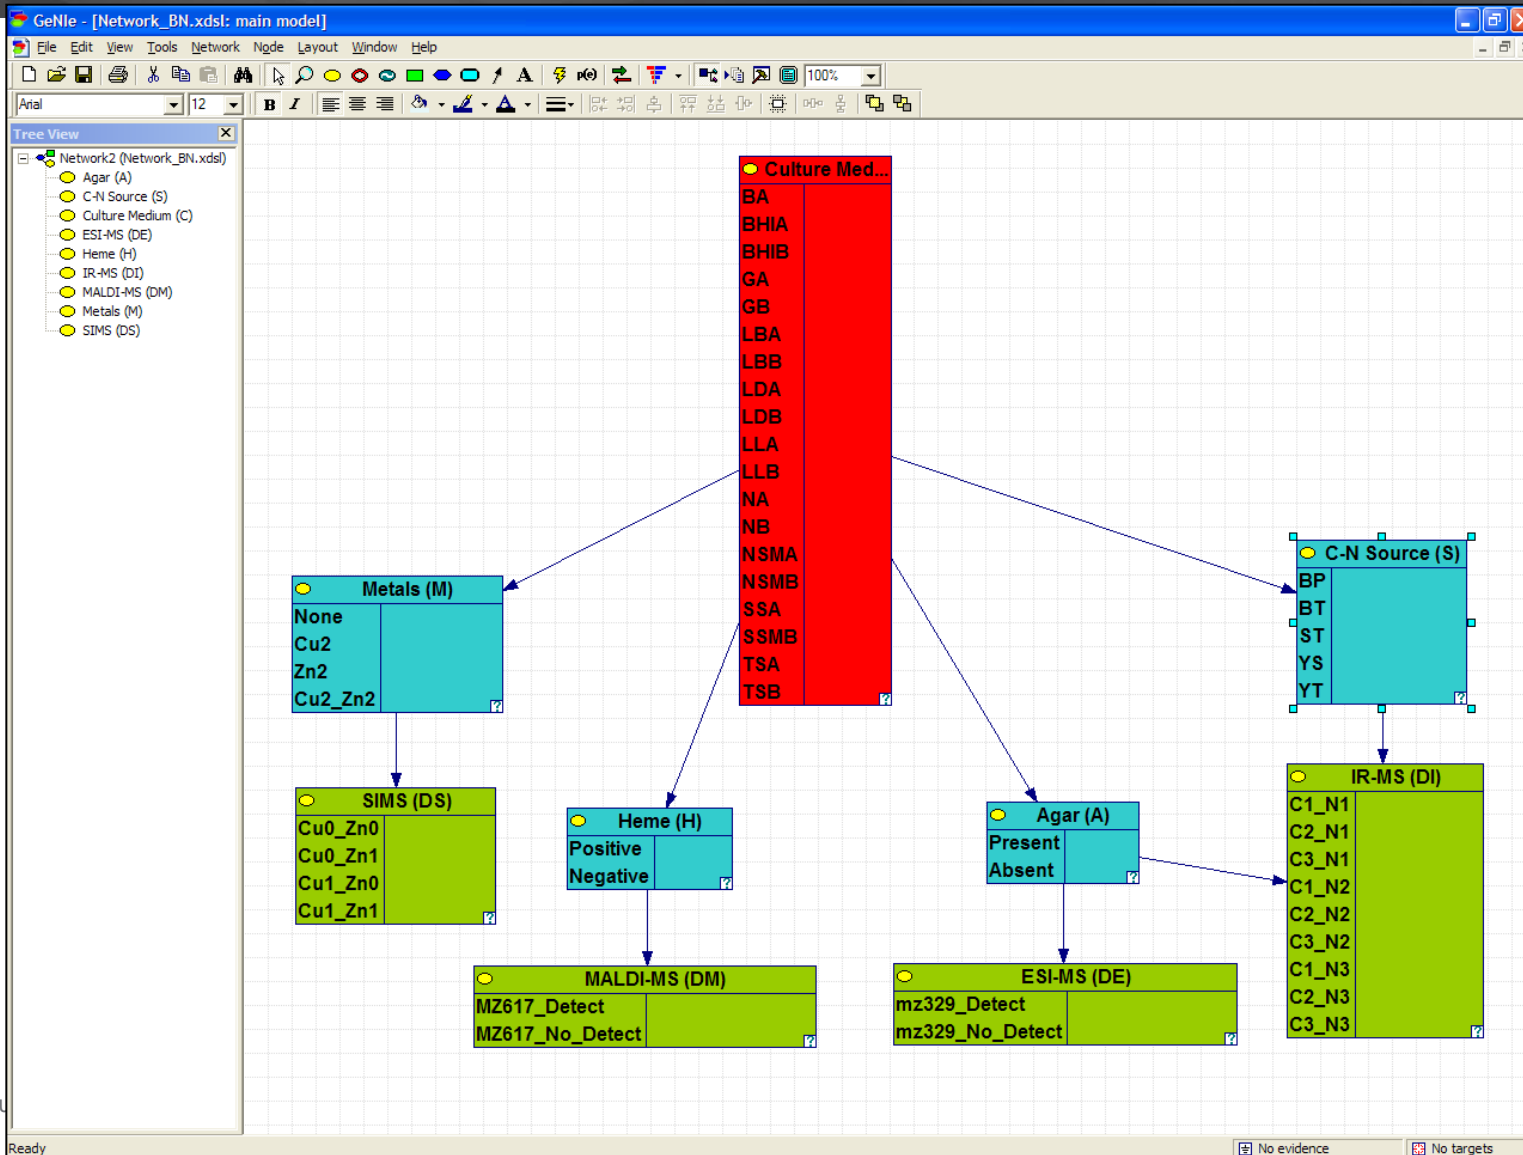 GeNIe - [Network_BN.xdsl: main model]
File Edit View Tools Network Node Layout Window Help
p(e) 100%
Arial 12 B I A
Tree View
Network2 (Network_BN.xdsl)
Agar (A)
C-N Source (S)
Culture Medium (C)
ESI-MS (DE)
Heme (H)
IR-MS (DI)
MALDI-MS (DM)
Metals (M)
SIMS (DS)
Culture Med...
BA
BHIA
BHIB
GA
GB
LBA
LBB
LDA
LDB
LLA
LLB
NA
NB
NSMA
NSMB
SSA
SSMB
TSA
TSB
Metals (M)
None
Cu2
Zn2
Cu2_Zn2
C-N Source (S)
BP
BT
ST
YS
YT
SIMS (DS)
Cu0_Zn0
Cu0_Zn1
Cu1_Zn0
Cu1_Zn1
Heme (H)
Positive
Negative
Agar (A)
Present
Absent
IR-MS (DI)
C1_N1
C2_N1
C3_N1
C1_N2
C2_N2
C3_N2
C1_N3
C2_N3
C3_N3
MALDI-MS (DM)
MZ617_Detect
MZ617_No_Detect
ESI-MS (DE)
mz329_Detect
mz329_No_Detect
Ready
No evidence
No targets